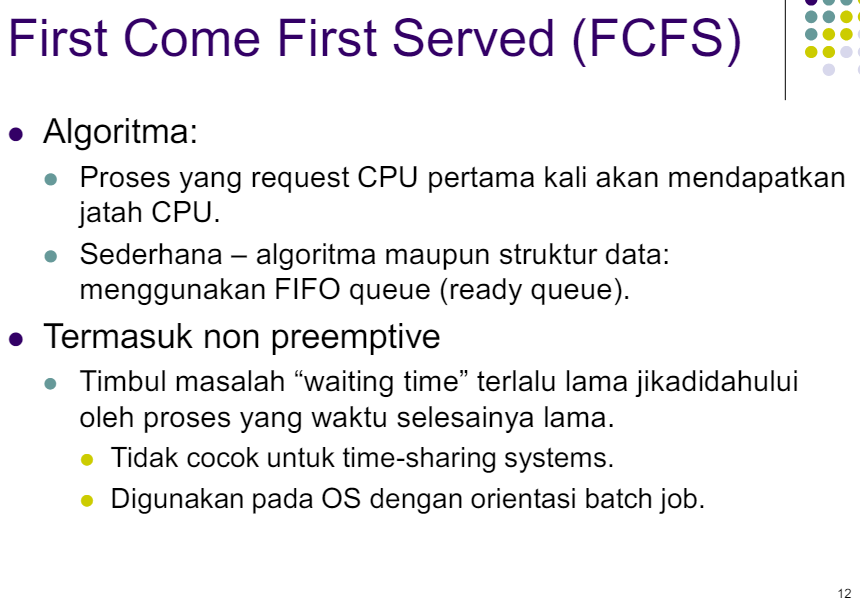 First Come First Served (FCFS)
● Algoritma:
● Proses yang request CPU pertama kali akan mendapatkan
jatah CPU.
● Sederhana – algoritma maupun struktur data:
menggunakan FIFO queue (ready queue).
● Termasuk non preemptive
● Timbul masalah “waiting time” terlalu lama jikadidahului
oleh proses yang waktu selesainya lama.
● Tidak cocok untuk time-sharing systems.
● Digunakan pada OS dengan orientasi batch job.
12